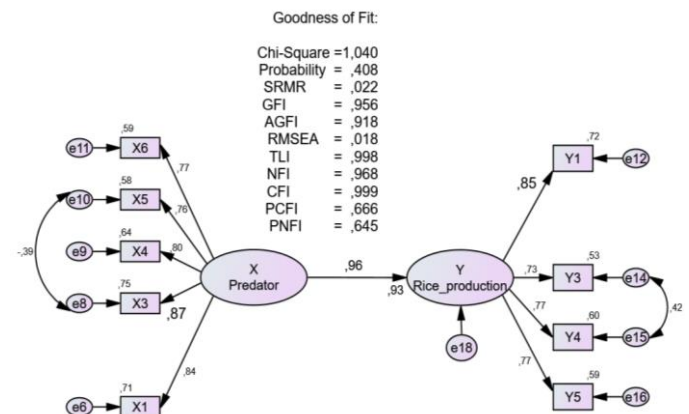 Goodness of Fit:
Chi-Square =1,040
Probability = ,408
SRMR = ,022
GFI = ,956
AGFI = ,918
RMSEA = ,018
TLI = ,998
NFI = ,968
CFI = ,999
PCFI = ,666
PNFI = ,645
,59
e11 X6
,77
,58
e10 X5
,76
-,39
,64
e9 X4
,80
,75
e8 X3
,87
,84
,71
e6 X1
X
Predator
,96
,93
Y
Rice_production
e18
,85
,72
Y1 e12
,73
,53
Y3 e14
,77
,60
Y4 e15
,42
,77
,59
Y5 e16